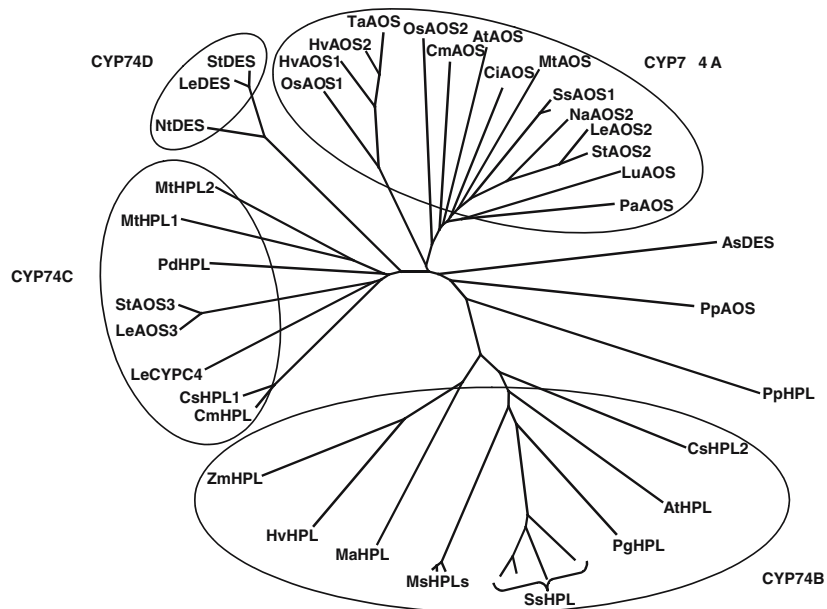 TaAOS
OsAOS2
HvAOS2
AtAOS
CmAOS
CYP74D
StDES
HvAOS1
MtAOS
CYP7 4A
LeDES
OsAOS1
CiAOS
SsAOS1
NaAOS2
NtDES
LeAOS2
StAOS2
LuAOS
MtHPL2
PaAOS
MtHPL1
AsDES
PdHPL
CYP74C
StAOS3
PpAOS
LeAOS3
LeCYPC4
CsHPL1
PpHPL
CmHPL
CsHPL2
ZmHPL
AtHPL
HvHPL
PgHPL
MaHPL
MsHPLs
CYP74B
SsHPL